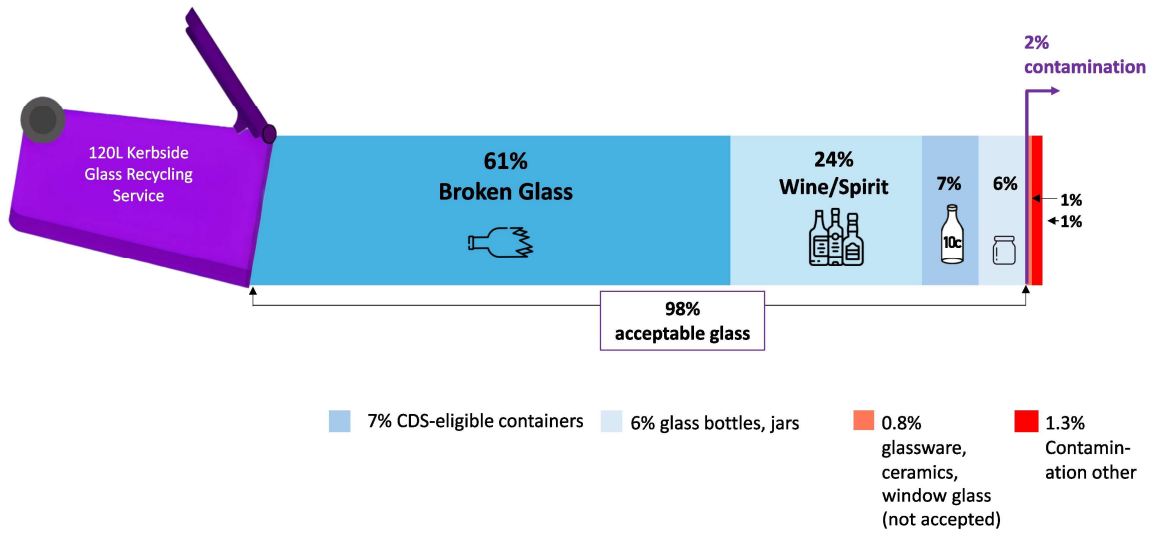 2%
contamination
120L Kerbside
Glass Recycling
Service
61%
Broken Glass
24%
Wine/Spirit
7%
10c
6%
1%
1%
98%
acceptable glass
7% CDS-eligible containers
6% glass bottles, jars
0.8%
glassware,
ceramics,
window glass
(not accepted)
1.3%
Contamin-
ation other